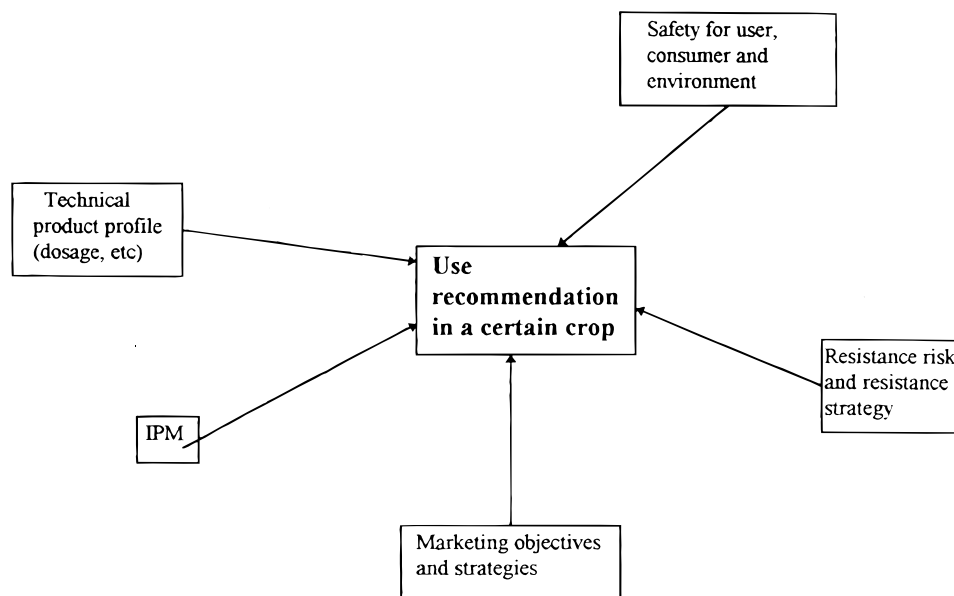 Safety for user,
consumer and
environment
Technical
product profile
(dosage, etc)
Use
recommendation
in a certain crop
Resistance risk
and resistance
strategy
IPM
Marketing objectives
and strategies